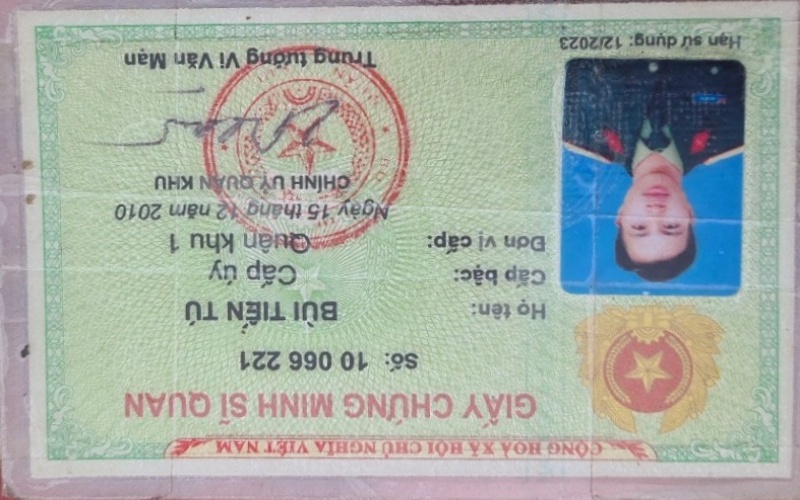 CỘNG HOÀ XÃ HỘI CHỦ NGHĨA VIỆT NAM
GIẤY CHỨNG MINH SĨ QUAN
Số: 10 066 221
Họ tên: BÙI TIẾN TÚ
Cấp bậc: Cấp úy
Đơn vị cấp: Quân khu 1
Ngày 15 tháng 12 năm 2010
CHÍNH UỶ QUÂN KHU
Trung tướng Vi Văn Mạn
Hạn sử dụng: 12/2023